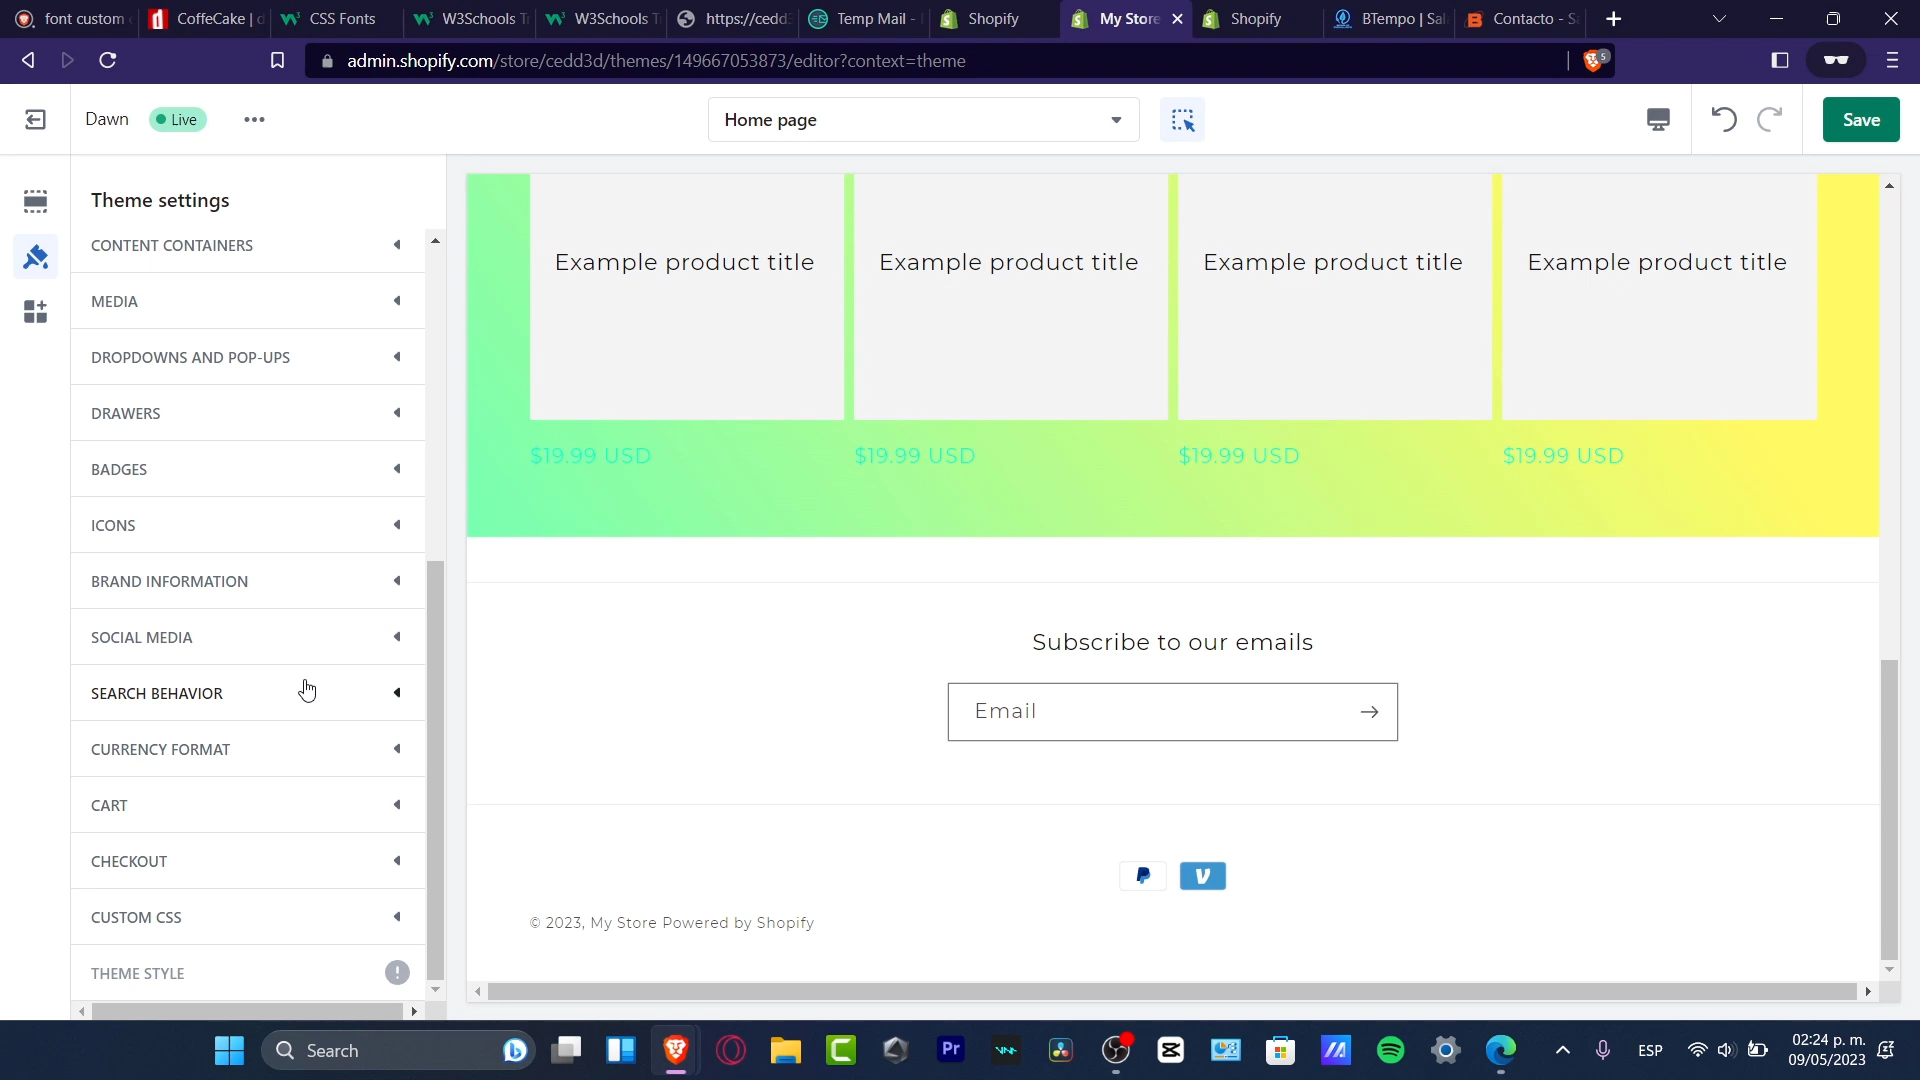 font custom
CoffeCake | d
CSS Fonts
W3Schools T
W3Schools T
https://cedd3
Temp Mail -
Shopify
My Store
Shopify
BTempo | Sal
Contacto - S
admin.shopify.com/store/cedd3d/themes/149667053873/editor?context=theme
5
Dawn
Live
Home page
Save
Theme settings
CONTENT CONTAINERS
MEDIA
DROPDOWNS AND POP-UPS
DRAWERS
BADGES
ICONS
BRAND INFORMATION
SOCIAL MEDIA
SEARCH BEHAVIOR
CURRENCY FORMAT
CART
CHECKOUT
CUSTOM CSS
THEME STYLE
Example product title
Example product title
Example product title
Example product title
$19.99 USD
$19.99 USD
$19.99 USD
$19.99 USD
Subscribe to our emails
Email
© 2023, My Store Powered by Shopify
Search
Pr
ESP
02:24 p. m.
09/05/2023